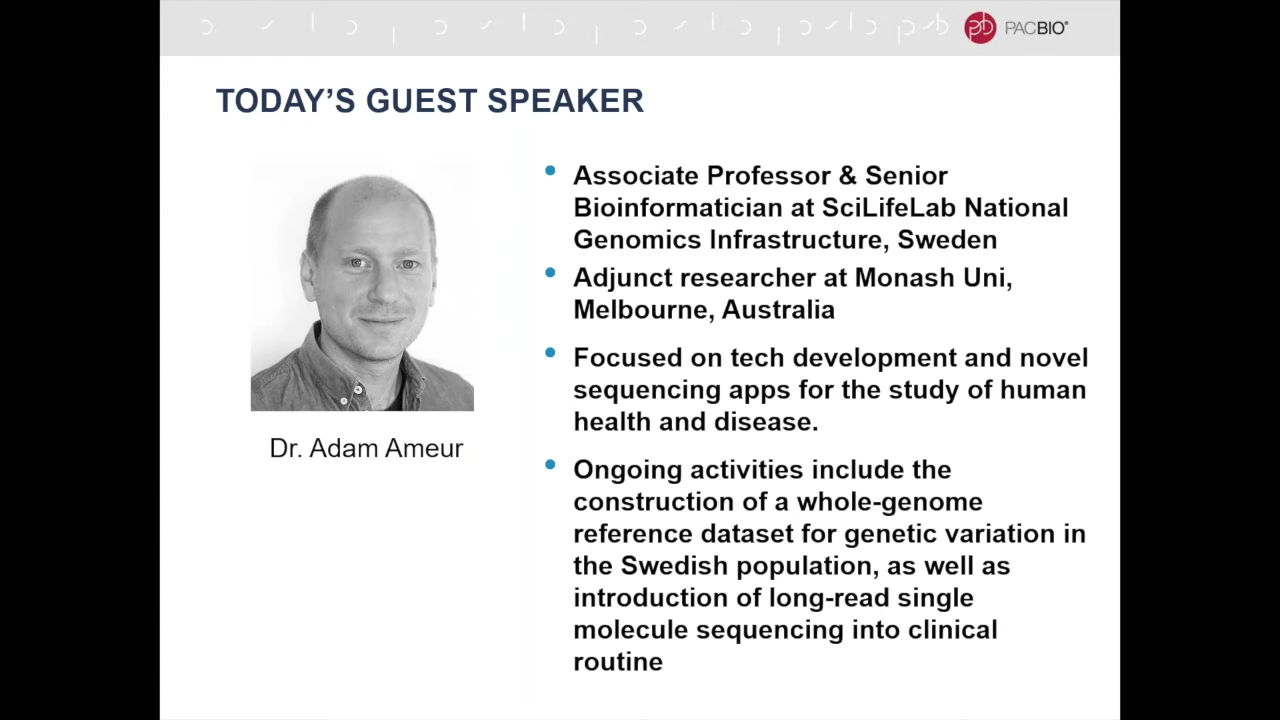 PACBIO®
TODAY'S GUEST SPEAKER
Dr. Adam Ameur
• Associate Professor & Senior
Bioinformatician at SciLifeLab National
Genomics Infrastructure, Sweden
• Adjunct researcher at Monash Uni,
Melbourne, Australia
• Focused on tech development and novel
sequencing apps for the study of human
health and disease.
• Ongoing activities include the
construction of a whole-genome
reference dataset for genetic variation in
the Swedish population, as well as
introduction of long-read single
molecule sequencing into clinical
routine